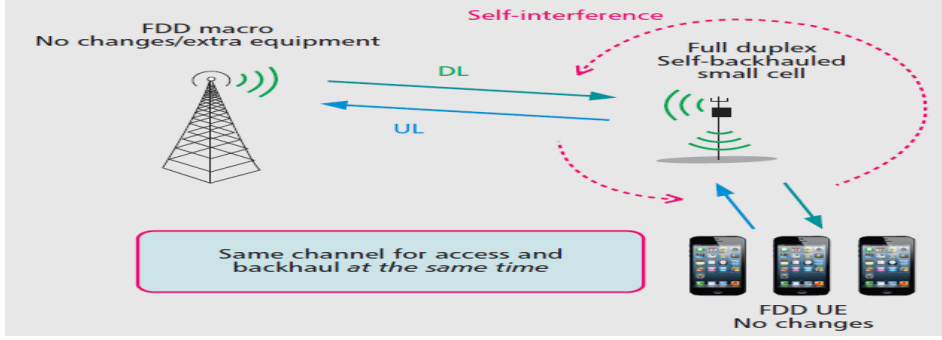 Self-interference
FDD macro
No changes/extra equipment
Full duplex
Self-backhauled
small cell
DL
UL
Same channel for access and
backhaul at the same time
FDD UE
No changes